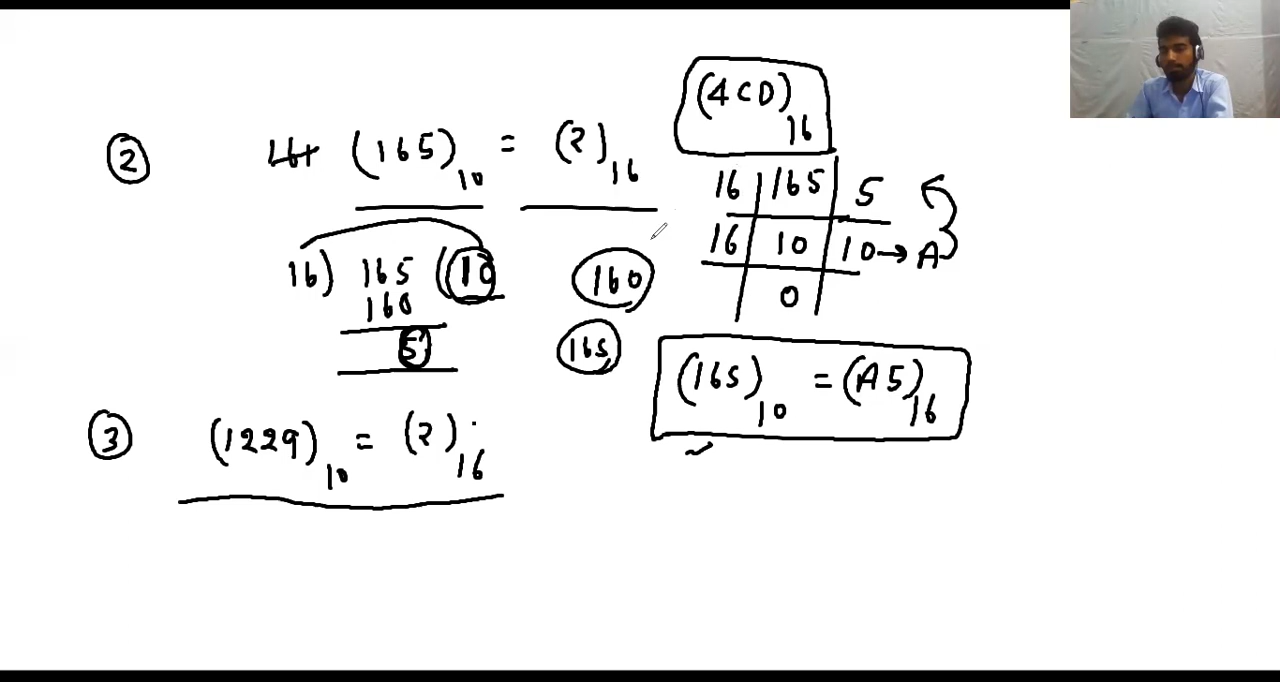 (4CD)16
② (165)10 = (?)16
16 | 165 | 5
16 | 10 | 10 → A
0
16) 165 (10
160
5
160
165
(165)10 = (A5)16
③ (1229)10 = (?)16